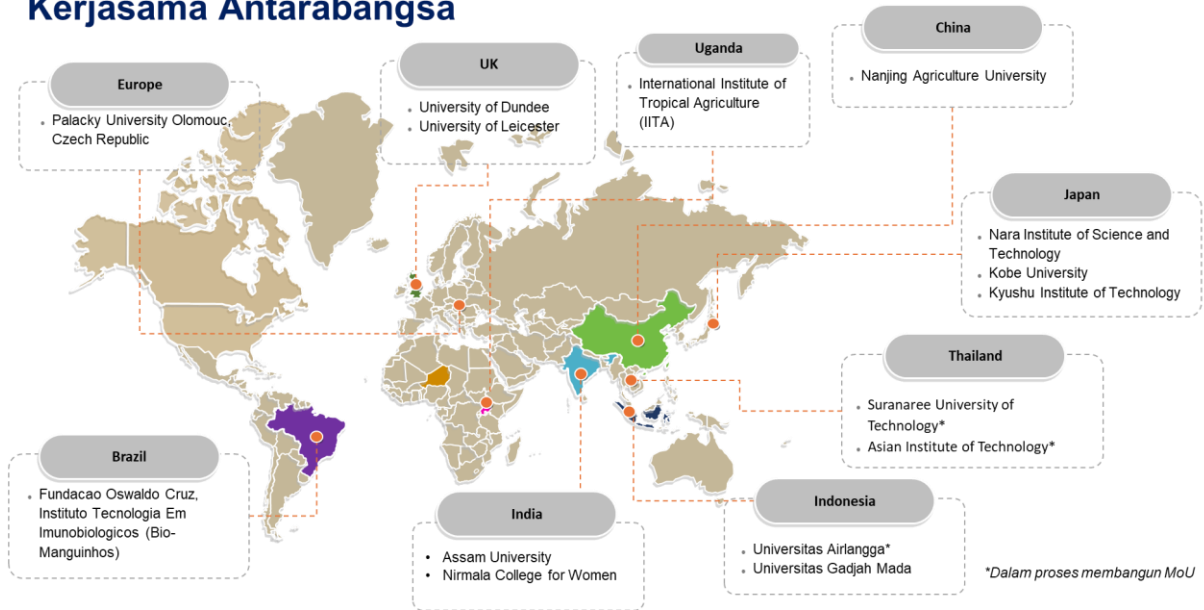 Kerjasama Antarabangsa
Europe
Palacky University Olomouc,
Czech Republic
UK
University of Dundee
University of Leicester
Uganda
International Institute of
Tropical Agriculture
(IITA)
China
Nanjing Agriculture University
Japan
Nara Institute of Science and
Technology
Kobe University
Kyushu Institute of Technology
Thailand
Suranaree University of
Technology*
Asian Institute of Technology*
Brazil
Fundacao Oswaldo Cruz,
Instituto Tecnologia Em
Imunobiologicos (Bio-
Manguinhos)
India
Assam University
Nirmala College for Women
Indonesia
Universitas Airlangga*
Universitas Gadjah Mada
*Dalam proses membangun MoU